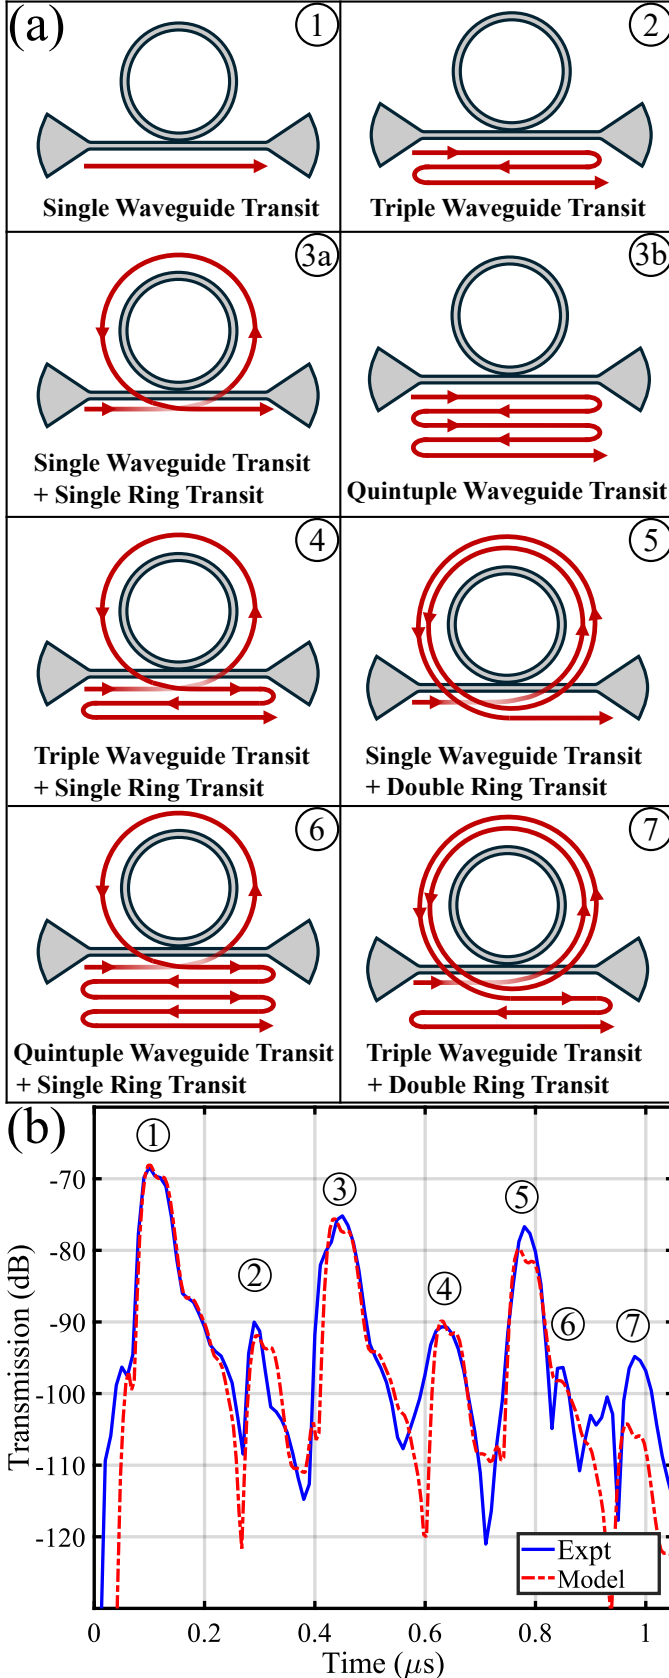 (a)
1
2
Single Waveguide Transit
Triple Waveguide Transit
3a
3b
Single Waveguide Transit
+ Single Ring Transit
Quintuple Waveguide Transit
4
5
Triple Waveguide Transit
+ Single Ring Transit
Single Waveguide Transit
+ Double Ring Transit
6
7
Quintuple Waveguide Transit
+ Single Ring Transit
Triple Waveguide Transit
+ Double Ring Transit
(b)
1
2
3
4
5
6
7
Transmission (dB)
-70
-80
-90
-100
-110
-120
Expt
Model
0
0.2
0.4
0.6
0.8
1
Time (μs)